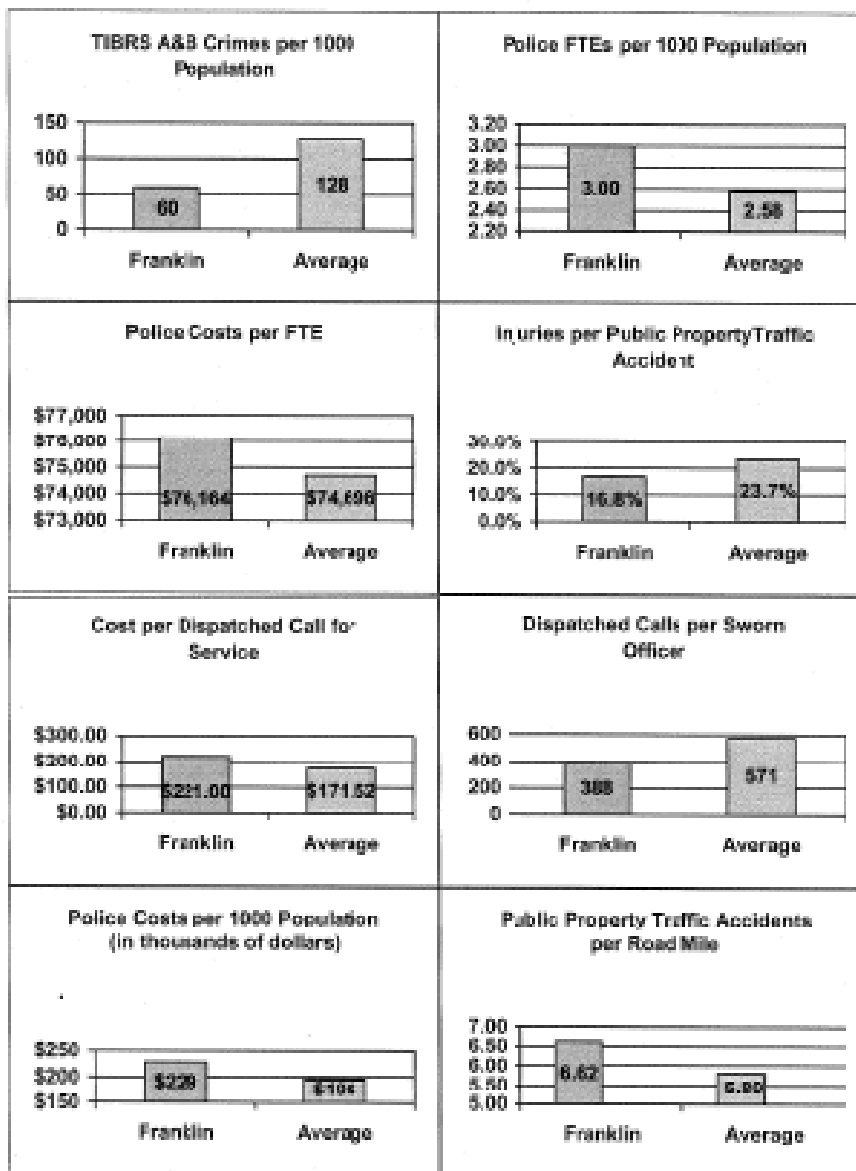 TIBRS A&B Crimes per 1000
Population
150
100
50
0
60
128
Franklin Average
Police FTEs per 1000 Population
3.20
3.00
2.80
2.60
2.40
2.20
3.00
2.58
Franklin Average
Police Costs per FTE
$77,000
$76,000
$75,000
$74,000
$73,000
$76,164
$74,696
Franklin Average
Injuries per Public Property Traffic
Accident
30.0%
20.0%
10.0%
0.0%
16.8%
23.7%
Franklin Average
Cost per Dispatched Call for
Service
$300.00
$200.00
$100.00
$0.00
$221.00
$171.52
Franklin Average
Dispatched Calls per Sworn
Officer
600
400
200
0
388
571
Franklin Average
Police Costs per 1000 Population
(in thousands of dollars)
$250
$200
$150
$229
Franklin Average
Public Property Traffic Accidents
per Road Mile
7.00
6.50
6.00
5.50
5.00
6.62
Franklin Average